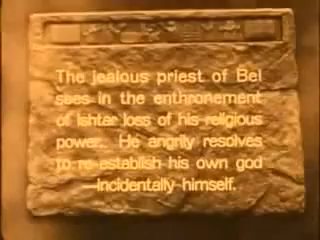 The jealous priest of Bel
sees in the enthronement
of Ishtar loss of his religious
power. He angrily resolves
to re-establish his own god
incidentally himself.